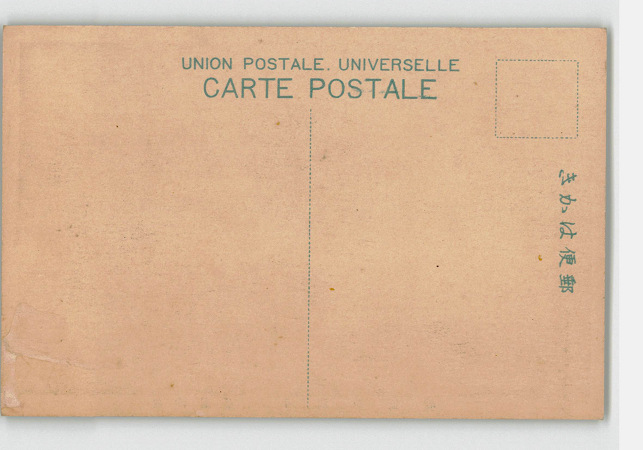 UNION POSTALE. UNIVERSELLE
CARTE POSTALE
きかは便郵